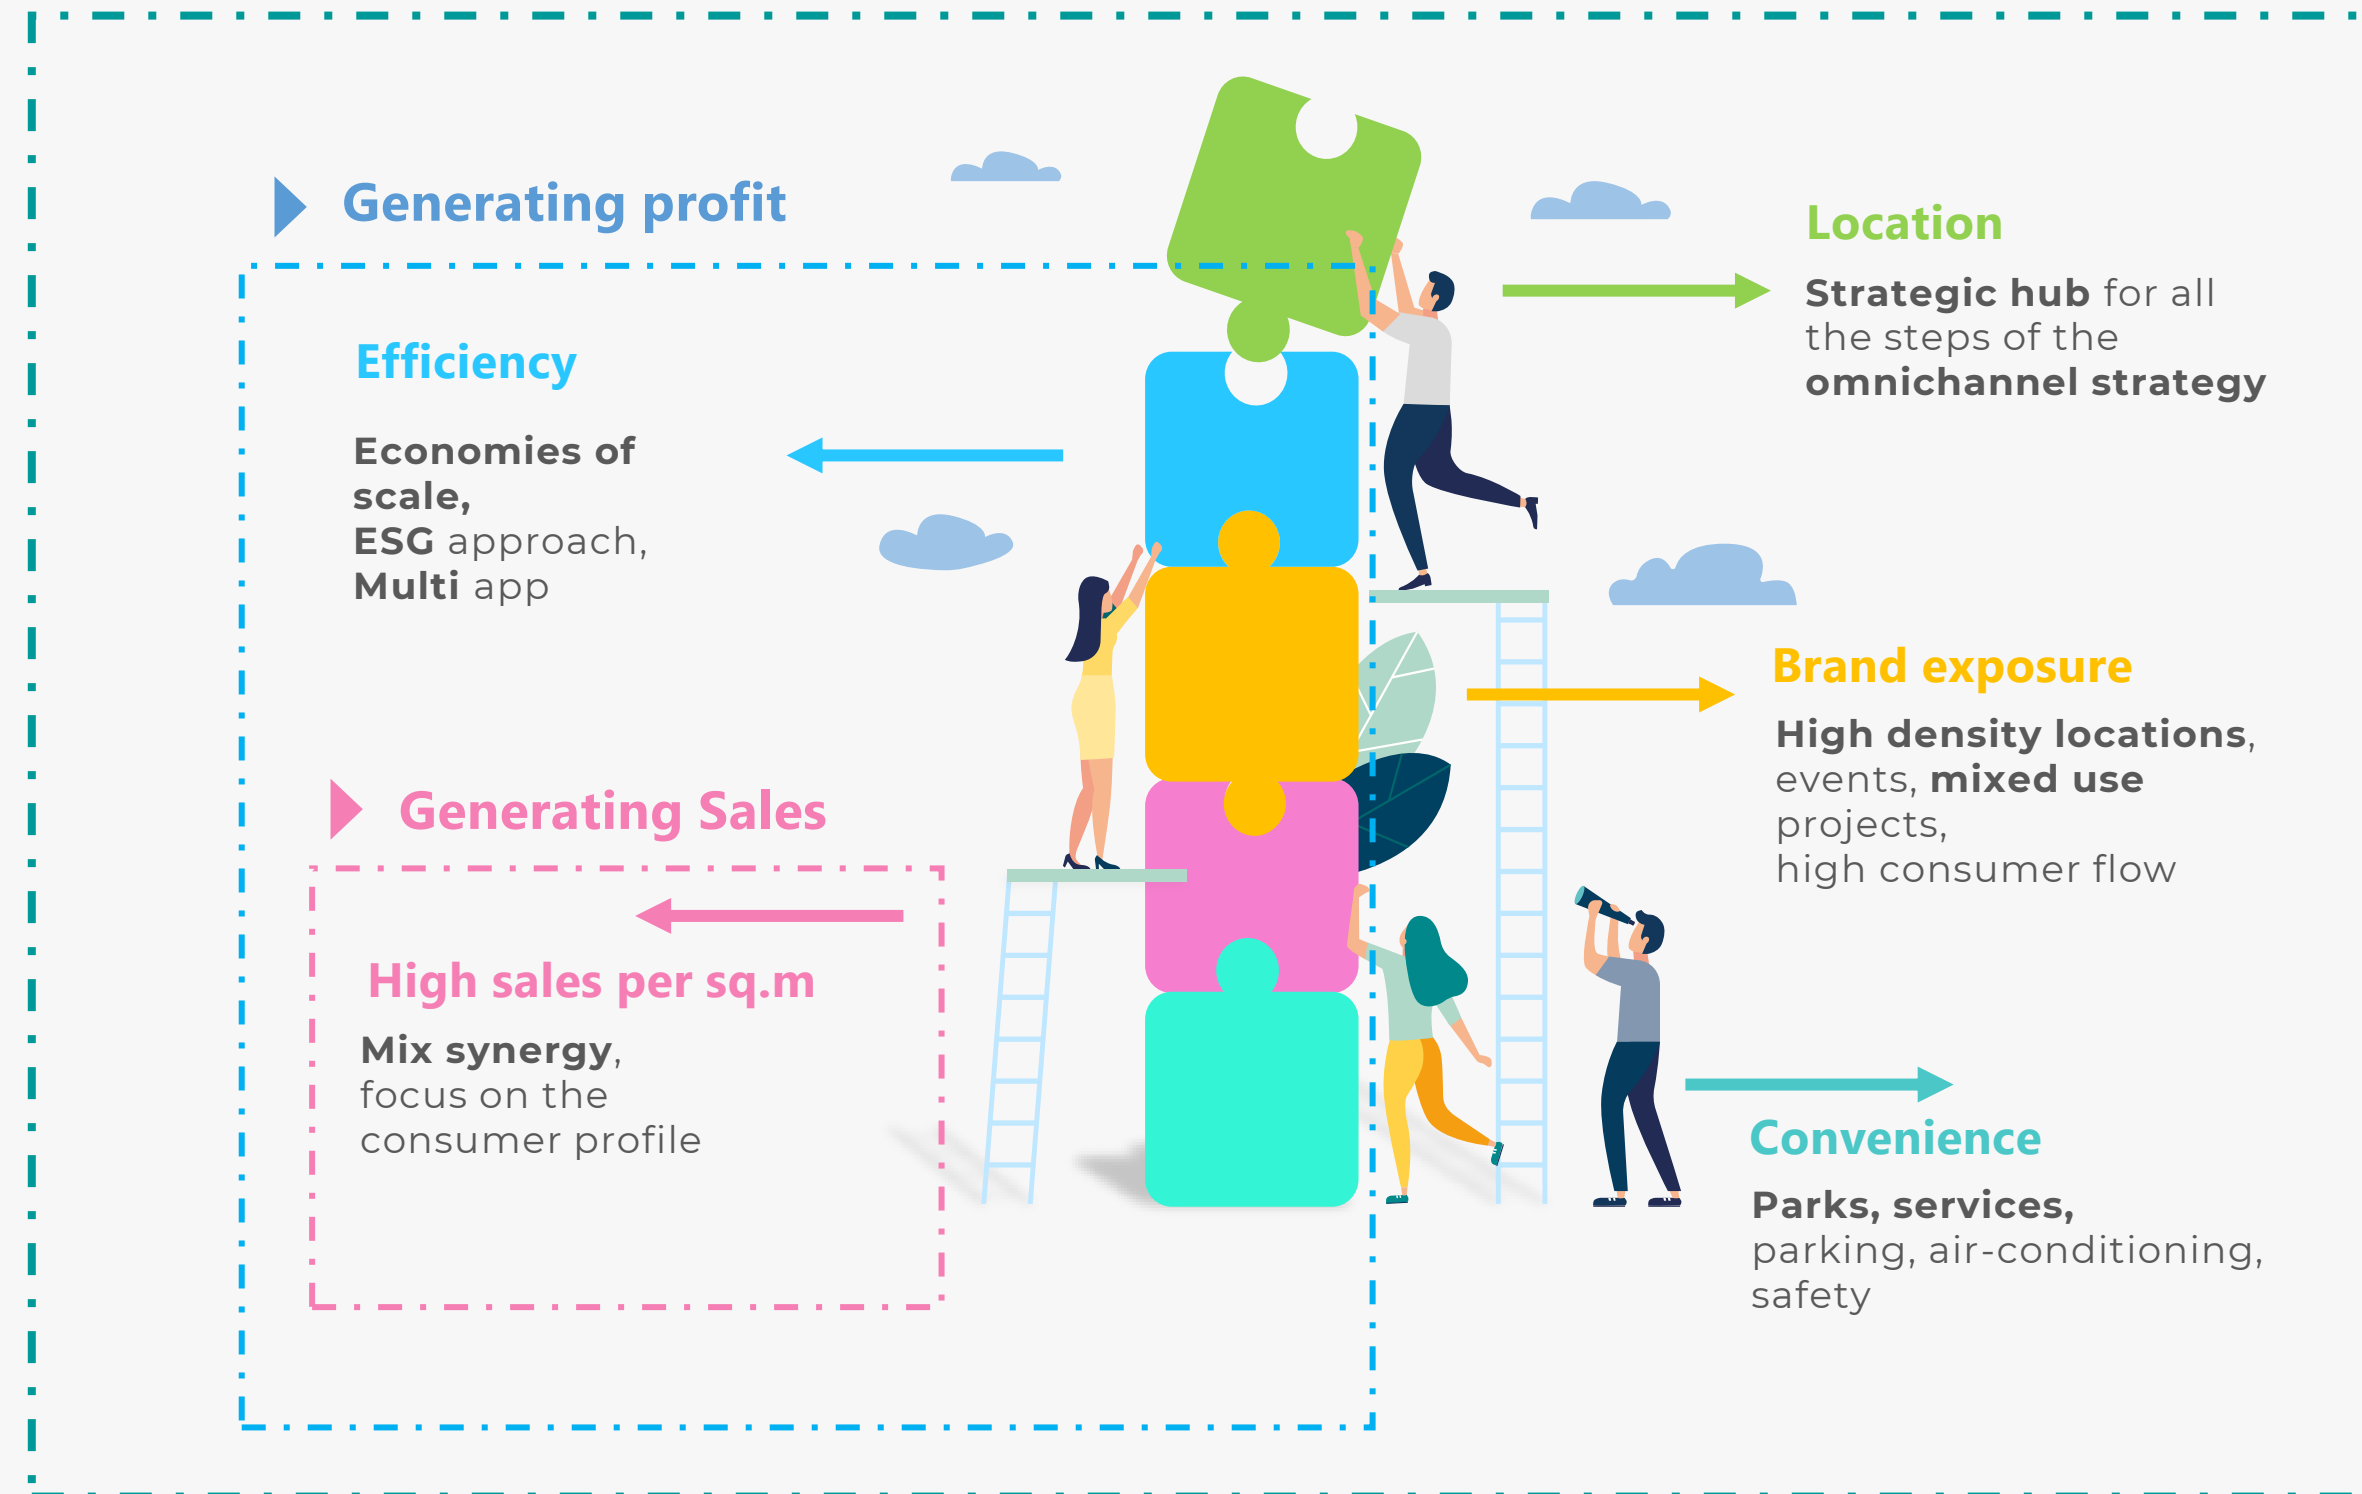 Generating profit
Efficiency
Economies of
scale,
ESG approach,
Multi app
Generating Sales
High sales per sq.m
Mix synergy,
focus on the
consumer profile
Location
Strategic hub for all
the steps of the
omnichannel strategy
Brand exposure
High density locations,
events, mixed use
projects,
high consumer flow
Convenience
Parks, services,
parking, air-conditioning,
safety